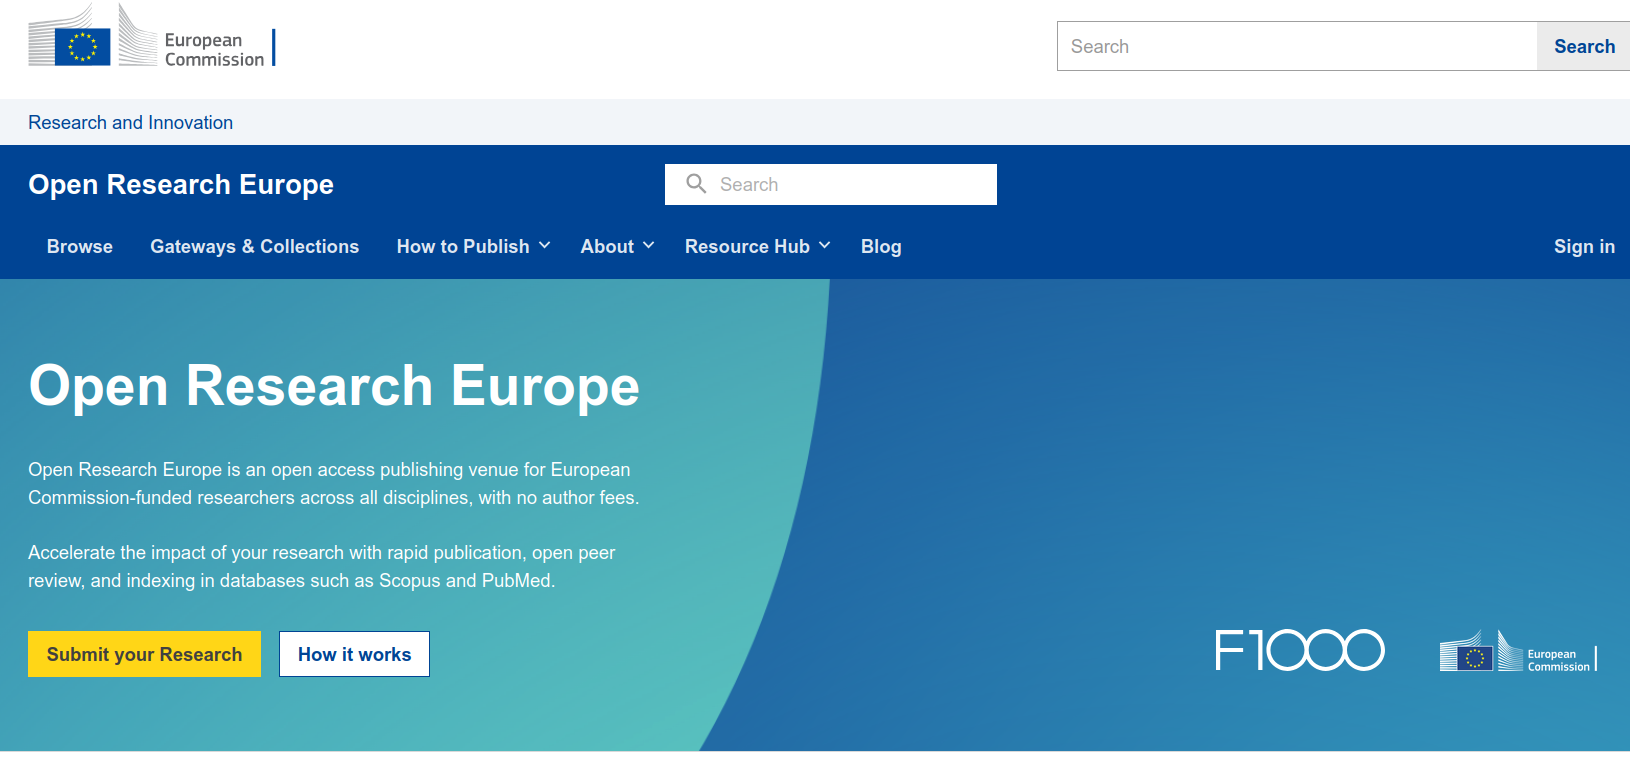 European
Commission
Search
Search
Research and Innovation
Open Research Europe
Search
Browse
Gateways & Collections
How to Publish
About
Resource Hub
Blog
Sign in
Open Research Europe
Open Research Europe is an open access publishing venue for European
Commission-funded researchers across all disciplines, with no author fees.
Accelerate the impact of your research with rapid publication, open peer
review, and indexing in databases such as Scopus and PubMed.
Submit your Research
How it works
F1000
European
Commission